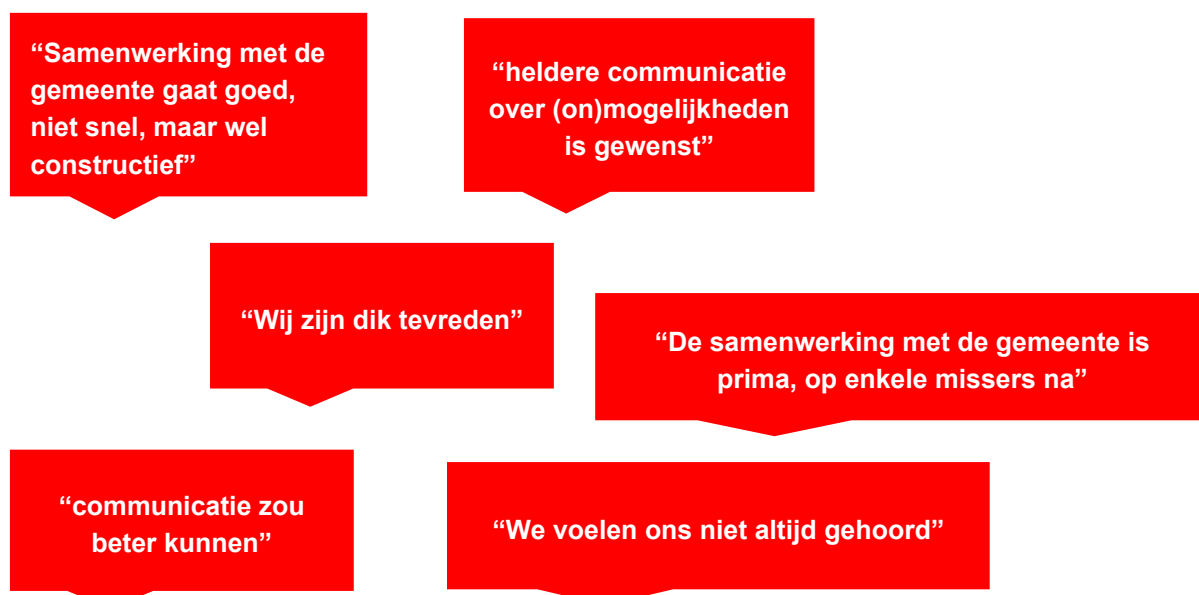 “Samenwerking met de
gemeente gaat goed,
niet snel, maar wel
constructief”
“heldere communicatie
over (on)mogelijkheden
is gewenst”
“Wij zijn dik tevreden”
“De samenwerking met de gemeente is
prima, op enkele missers na”
“communicatie zou
beter kunnen”
“We voelen ons niet altijd gehoord”